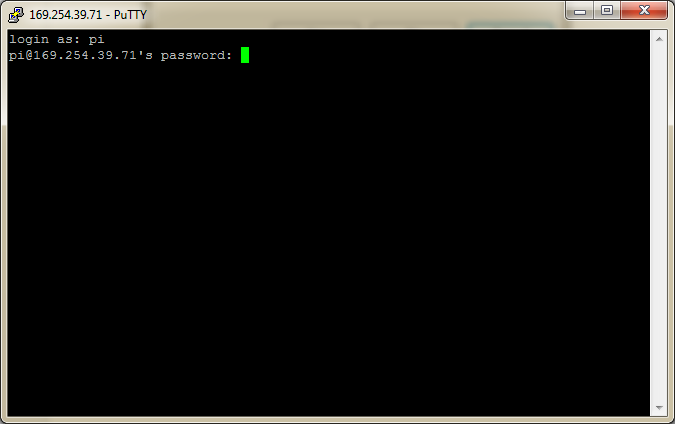 169.254.39.71 - PuTTY
login as: pi
pi@169.254.39.71's password: